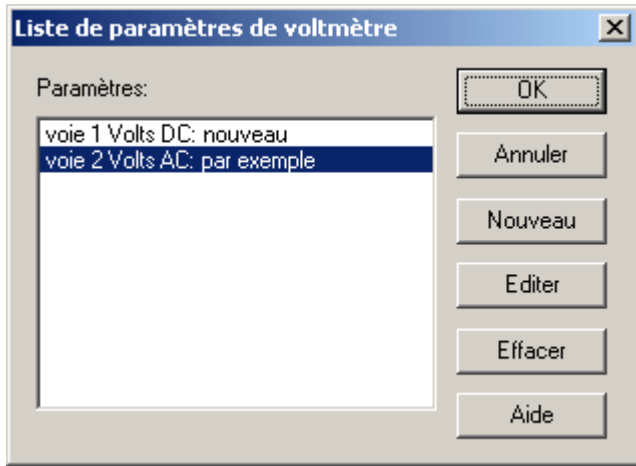 Liste de paramètres de voltmètre
Paramètres:
voie 1 Volts DC: nouveau
voie 2 Volts AC: par exemple
OK
Annuler
Nouveau
Editer
Effacer
Aide